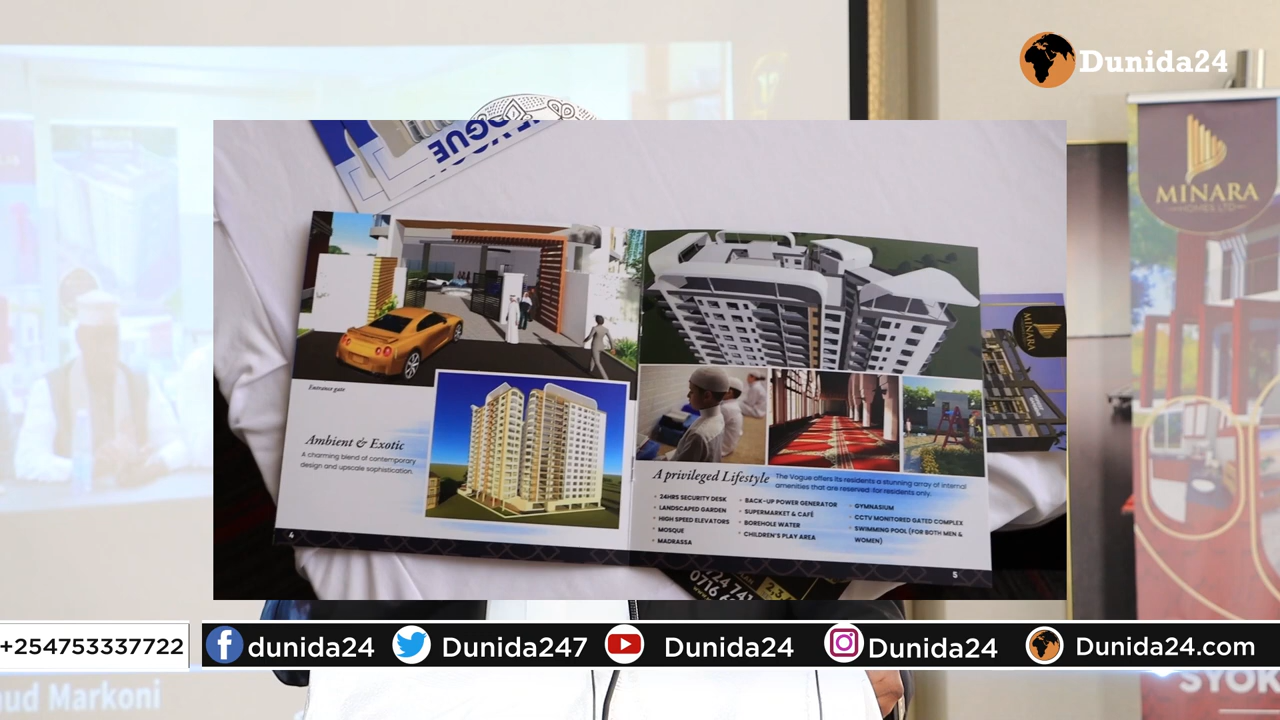 Dunida24
MINARA
HOMES LTD
VOGUE
MINARA
Entrance gate
Ambient & Exotic
A charming blend of contemporary
design and upscale sophistication.
4
A privileged Lifestyle
The Vogue offers its residents a stunning array of internal
amenities that are reserved for residents only.
24HRS SECURITY DESK
LANDSCAPED GARDEN
HIGH SPEED ELEVATORS
MOSQUE
MADRASSA
BACK-UP POWER GENERATOR
SUPERMARKET & CAFÉ
BOREHOLE WATER
CHILDREN'S PLAY AREA
GYMNASIUM
CCTV MONITORED GATED COMPLEX
SWIMMING POOL (FOR BOTH MEN &
WOMEN)
5
+254753337722
dunida24
Dunida247
Dunida24
Dunida24
Dunida24.com
ud Markoni
SYOK